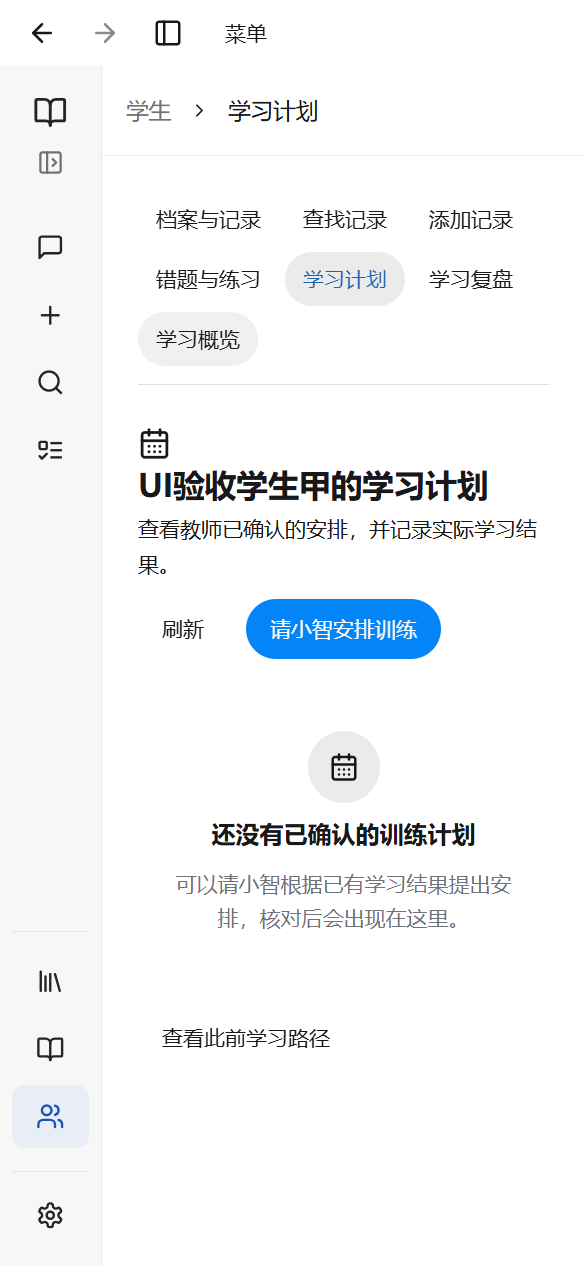 菜单
学生 学习计划
档案与记录 查找记录 添加记录
错题与练习 学习计划 学习复盘
学习概览
UI验收学生甲的学习计划
查看教师已确认的安排，并记录实际学习结
果。
刷新 请小智安排训练
还没有已确认的训练计划
可以请小智根据已有学习结果提出安
排，核对后会出现在这里。
查看此前学习路径